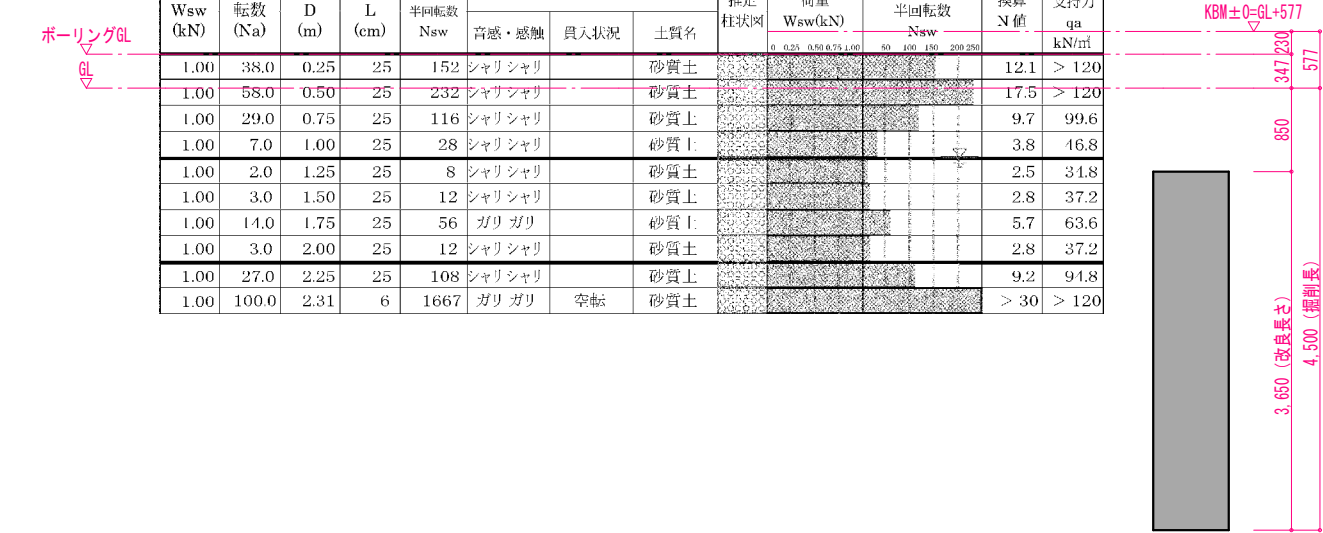 Wsw 転数 D L 半回転数 荷重 半回転数 換算 支持力
(kN) (Na) (m) (cm) Nsw 音感・感触 貫入状況 土質名 柱状図 Wsw(kN) Nsw N値 qa
kN/㎡
0 0.25 0.50 0.75 1.00 50 100 150 200 250
KBM±0=GL+577
ボーリングGL
GL
1.00 38.0 0.25 25 152 シャリシャリ 砂質土 12.1 > 120
1.00 58.0 0.50 25 232 シャリシャリ 砂質土 17.5 > 120
1.00 29.0 0.75 25 116 シャリシャリ 砂質土 9.7 99.6
1.00 7.0 1.00 25 28 シャリシャリ 砂質土 3.8 46.8
1.00 2.0 1.25 25 8 シャリシャリ 砂質土 2.5 34.8
1.00 3.0 1.50 25 12 シャリシャリ 砂質土 2.8 37.2
1.00 14.0 1.75 25 56 ガリ ガリ 砂質土 5.7 63.6
1.00 3.0 2.00 25 12 シャリシャリ 砂質土 2.8 37.2
1.00 27.0 2.25 25 108 シャリシャリ 砂質土 9.2 94.8
1.00 100.0 2.31 6 1667 ガリ ガリ 空転 砂質土 > 30 > 120
230
347
577
850
3,650 (改良長さ)
4,500 (掘削長)